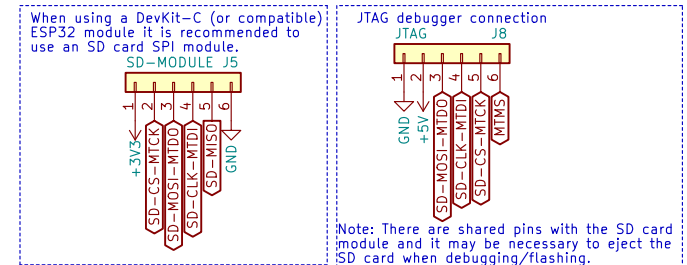 When using a DevKit-C (or compatible)
ESP32 module it is recommended to
use an SD card SPI module.
SD-MODULE J5
1 2 3 4 5 6
+3V3
SD-CS-MTCK
SD-MOSI-MTDO
SD-CLK-MTDI
SD-MISO
GND
JTAG debugger connection
JTAG J8
1 2 3 4 5 6
GND
+5V
SD-MOSI-MTDO
SD-CLK-MTDI
SD-CS-MTCK
MTMS
Note: There are shared pins with the SD card
module and it may be necessary to eject the
SD card when debugging/flashing.